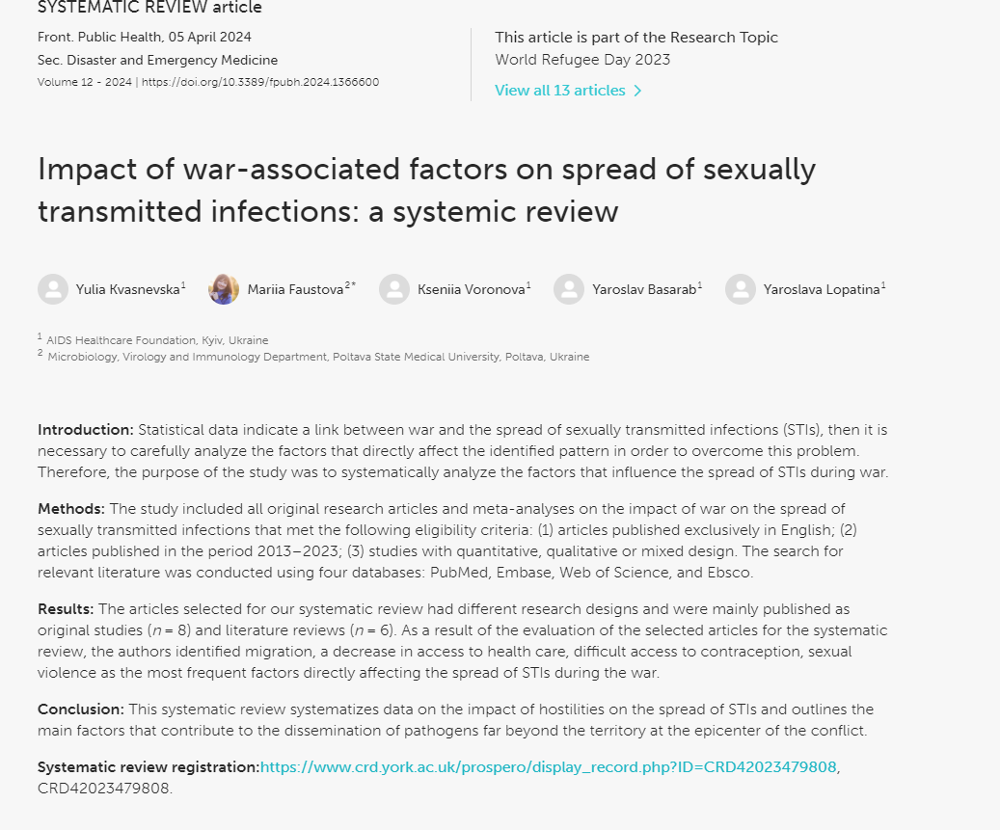 SYSTEMATIC REVIEW article
Front. Public Health, 05 April 2024
Sec. Disaster and Emergency Medicine
Volume 12 - 2024 | https://doi.org/10.3389/fpubh.2024.1366600
This article is part of the Research Topic
World Refugee Day 2023
View all 13 articles
Impact of war-associated factors on spread of sexually
transmitted infections: a systemic review
Yulia Kvasnevska1 Mariia Faustova2* Kseniia Voronova1 Yaroslav Basarab1 Yaroslava Lopatina1
1 AIDS Healthcare Foundation, Kyiv, Ukraine
2 Microbiology, Virology and Immunology Department, Poltava State Medical University, Poltava, Ukraine
Introduction: Statistical data indicate a link between war and the spread of sexually transmitted infections (STIs), then it is
necessary to carefully analyze the factors that directly affect the identified pattern in order to overcome this problem.
Therefore, the purpose of the study was to systematically analyze the factors that influence the spread of STIs during war.
Methods: The study included all original research articles and meta-analyses on the impact of war on the spread of
sexually transmitted infections that met the following eligibility criteria: (1) articles published exclusively in English; (2)
articles published in the period 2013–2023; (3) studies with quantitative, qualitative or mixed design. The search for
relevant literature was conducted using four databases: PubMed, Embase, Web of Science, and Ebsco.
Results: The articles selected for our systematic review had different research designs and were mainly published as
original studies (n = 8) and literature reviews (n = 6). As a result of the evaluation of the selected articles for the systematic
review, the authors identified migration, a decrease in access to health care, difficult access to contraception, sexual
violence as the most frequent factors directly affecting the spread of STIs during the war.
Conclusion: This systematic review systematizes data on the impact of hostilities on the spread of STIs and outlines the
main factors that contribute to the dissemination of pathogens far beyond the territory at the epicenter of the conflict.
Systematic review registration:https://www.crd.york.ac.uk/prospero/display_record.php?ID=CRD42023479808,
CRD42023479808.